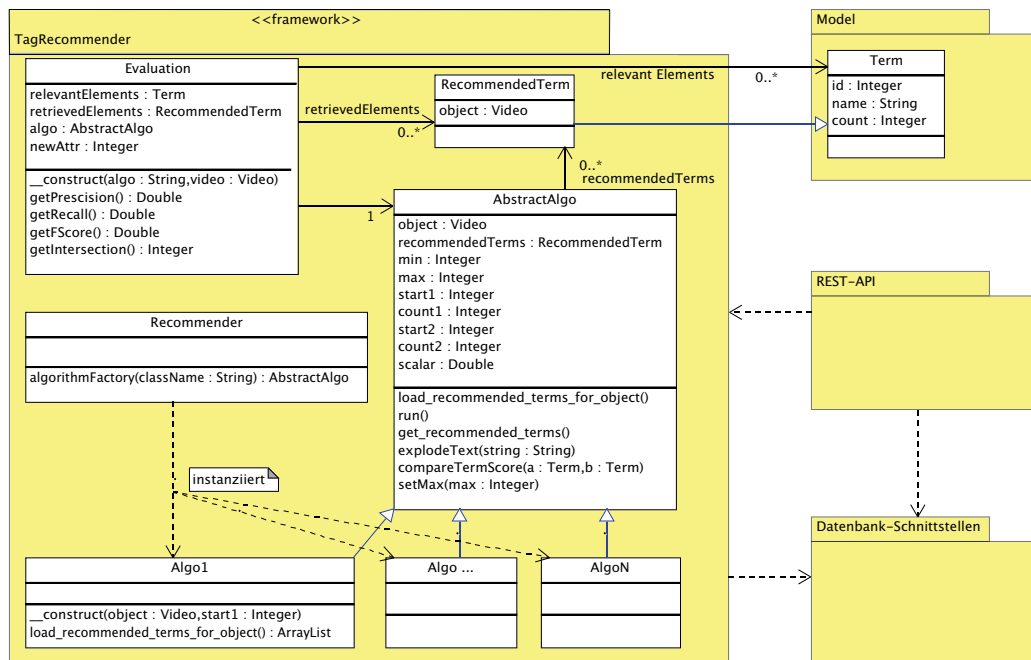 <<framework>>
TagRecommender
Evaluation
relevantElements : Term
retrievedElements : RecommendedTerm
algo : AbstractAlgo
newAttr : Integer
__construct(algo : String,video : Video)
getPrescision() : Double
getRecall() : Double
getFScore() : Double
getIntersection() : Integer
relevant Elements
0..*
retrievedElements
0..*
RecommendedTerm
object : Video
0..*
recommendedTerms
1
AbstractAlgo
object : Video
recommendedTerms : RecommendedTerm
min : Integer
max : Integer
start1 : Integer
count1 : Integer
start2 : Integer
count2 : Integer
scalar : Double
load_recommended_terms_for_object()
run()
get_recommended_terms()
explodeText(string : String)
compareTermScore(a : Term,b : Term)
setMax(max : Integer)
Recommender
algorithmFactory(className : String) : AbstractAlgo
instanziiert
Algo1
__construct(object : Video,start1 : Integer)
load_recommended_terms_for_object() : ArrayList
Algo ...
AlgoN
Model
Term
id : Integer
name : String
count : Integer
REST-API
Datenbank-Schnittstellen